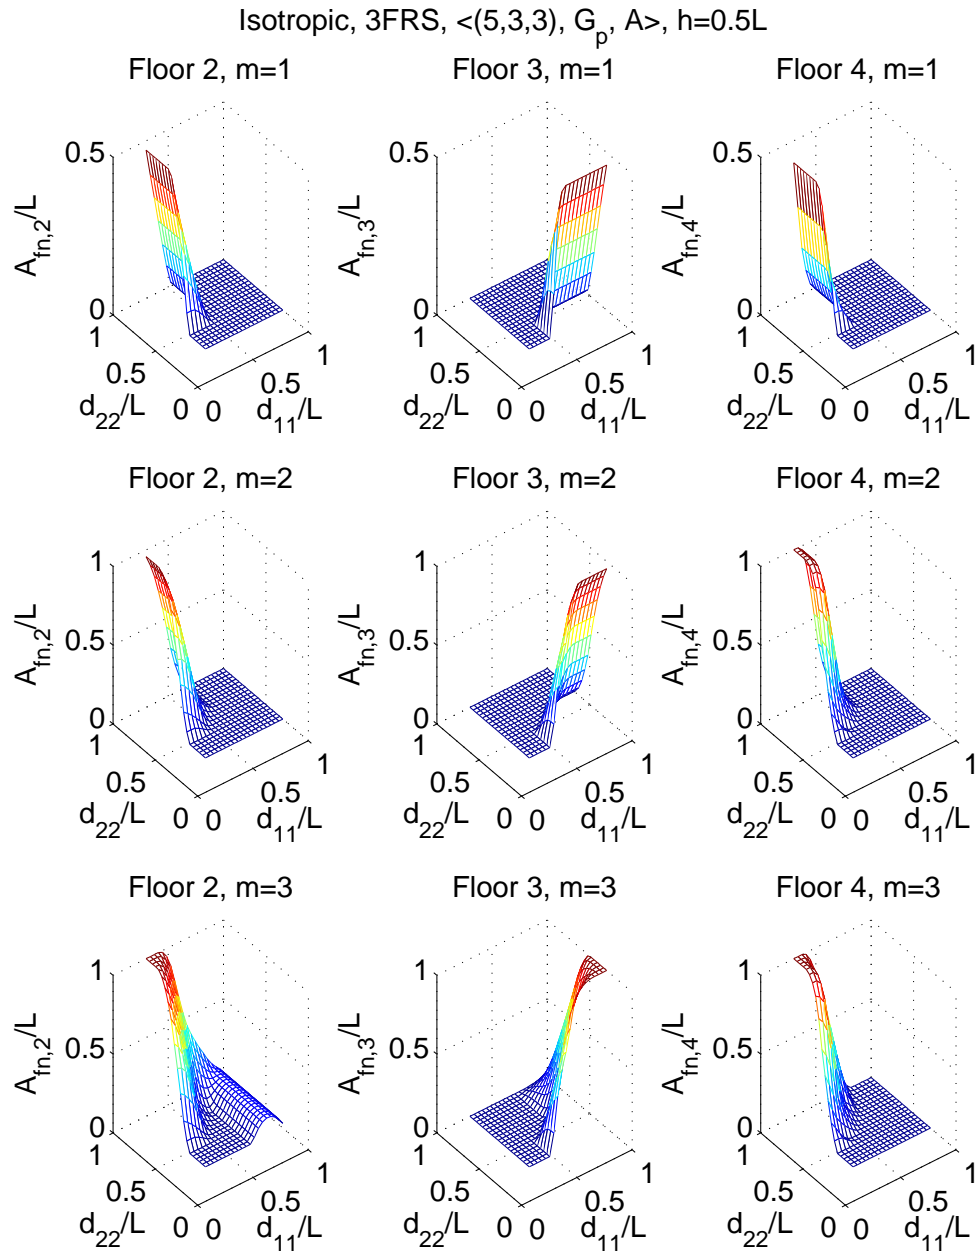 Isotropic, 3FRS, <(5,3,3), G_p, A>, h=0.5L
Floor 2, m=1
Floor 3, m=1
Floor 4, m=1
0.5
0
A_fn,2/L
1
0.5
0
d_22/L
0
0.5
1
d_11/L
0.5
0
A_fn,3/L
1
0.5
0
d_22/L
0
0.5
1
d_11/L
0.5
0
A_fn,4/L
1
0.5
0
d_22/L
0
0.5
1
d_11/L
Floor 2, m=2
Floor 3, m=2
Floor 4, m=2
1
0.5
0
A_fn,2/L
1
0.5
0
d_22/L
0
0.5
1
d_11/L
1
0.5
0
A_fn,3/L
1
0.5
0
d_22/L
0
0.5
1
d_11/L
1
0.5
0
A_fn,4/L
1
0.5
0
d_22/L
0
0.5
1
d_11/L
Floor 2, m=3
Floor 3, m=3
Floor 4, m=3
1
0.5
0
A_fn,2/L
1
0.5
0
d_22/L
0
0.5
1
d_11/L
1
0.5
0
A_fn,3/L
1
0.5
0
d_22/L
0
0.5
1
d_11/L
1
0.5
0
A_fn,4/L
1
0.5
0
d_22/L
0
0.5
1
d_11/L